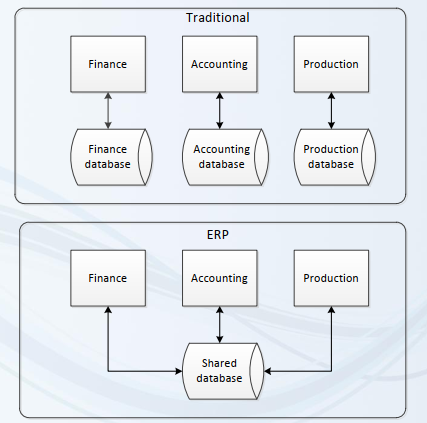 Traditional
Finance
Accounting
Production
Finance
database
Accounting
database
Production
database
ERP
Finance
Accounting
Production
Shared
database